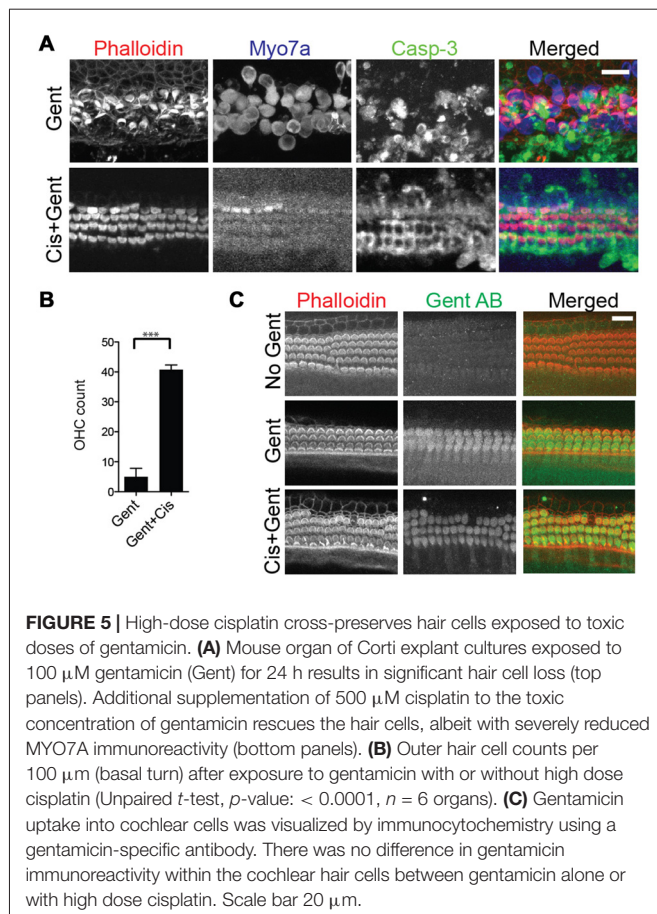 A
Phalloidin Myo7a Casp-3 Merged
Gent
Cis+Gent
B
***
50
40
30
20
10
0
OHC count
Gent
Gent+Cis
C
Phalloidin Gent AB Merged
No Gent
Gent
Cis+Gent
FIGURE 5 | High-dose cisplatin cross-preserves hair cells exposed to toxic
doses of gentamicin. (A) Mouse organ of Corti explant cultures exposed to
100 μM gentamicin (Gent) for 24 h results in significant hair cell loss (top
panels). Additional supplementation of 500 μM cisplatin to the toxic
concentration of gentamicin rescues the hair cells, albeit with severely reduced
MYO7A immunoreactivity (bottom panels). (B) Outer hair cell counts per
100 μm (basal turn) after exposure to gentamicin with or without high dose
cisplatin (Unpaired t-test, p-value: < 0.0001, n = 6 organs). (C) Gentamicin
uptake into cochlear cells was visualized by immunocytochemistry using a
gentamicin-specific antibody. There was no difference in gentamicin
immunoreactivity within the cochlear hair cells between gentamicin alone or
with high dose cisplatin. Scale bar 20 μm.